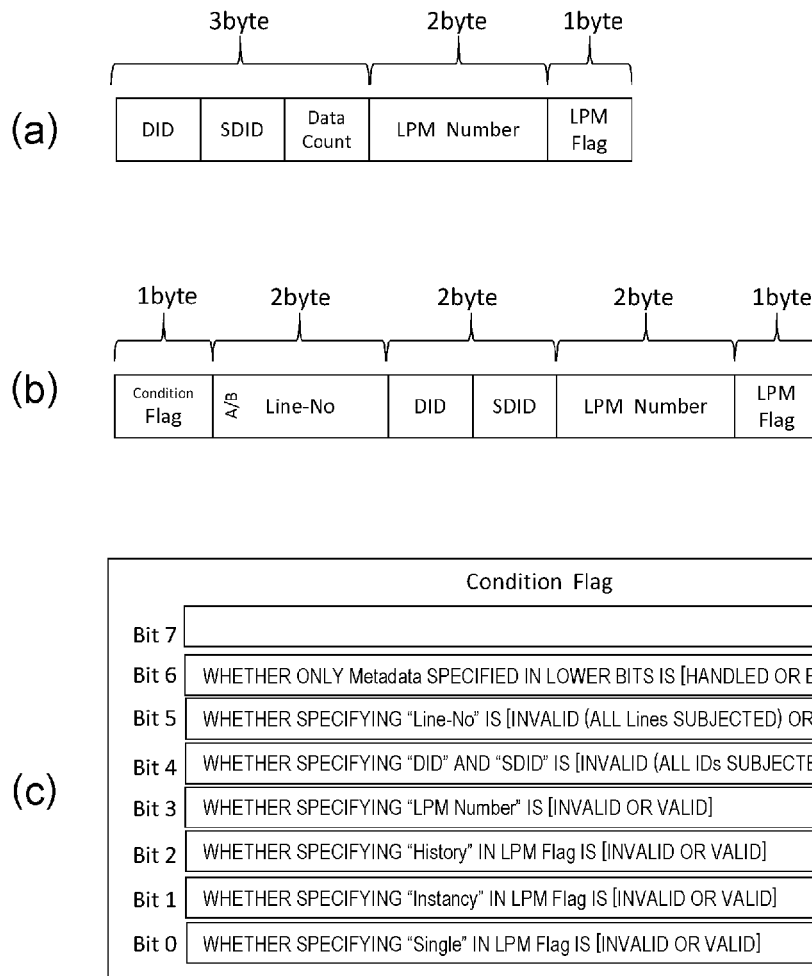 3byte 2byte 1byte
(a)
DID SDID Data Count LPM Number LPM Flag
1byte 2byte 2byte 2byte 1byte
(b)
Condition Flag A/B Line-No DID SDID LPM Number LPM Flag
(c)
Condition Flag
Bit 7
Bit 6 WHETHER ONLY Metadata SPECIFIED IN LOWER BITS IS [HANDLED OR
Bit 5 WHETHER SPECIFYING “Line-No” IS [INVALID (ALL Lines SUBJECTED) OR
Bit 4 WHETHER SPECIFYING “DID” AND “SDID” IS [INVALID (ALL IDs
Bit 3 WHETHER SPECIFYING “LPM Number” IS [INVALID OR VALID]
Bit 2 WHETHER SPECIFYING “History” IN LPM Flag IS [INVALID OR VALID]
Bit 1 WHETHER SPECIFYING “Instancy” IN LPM Flag IS [INVALID OR VALID]
Bit 0 WHETHER SPECIFYING “Single” IN LPM Flag IS [INVALID OR VALID]